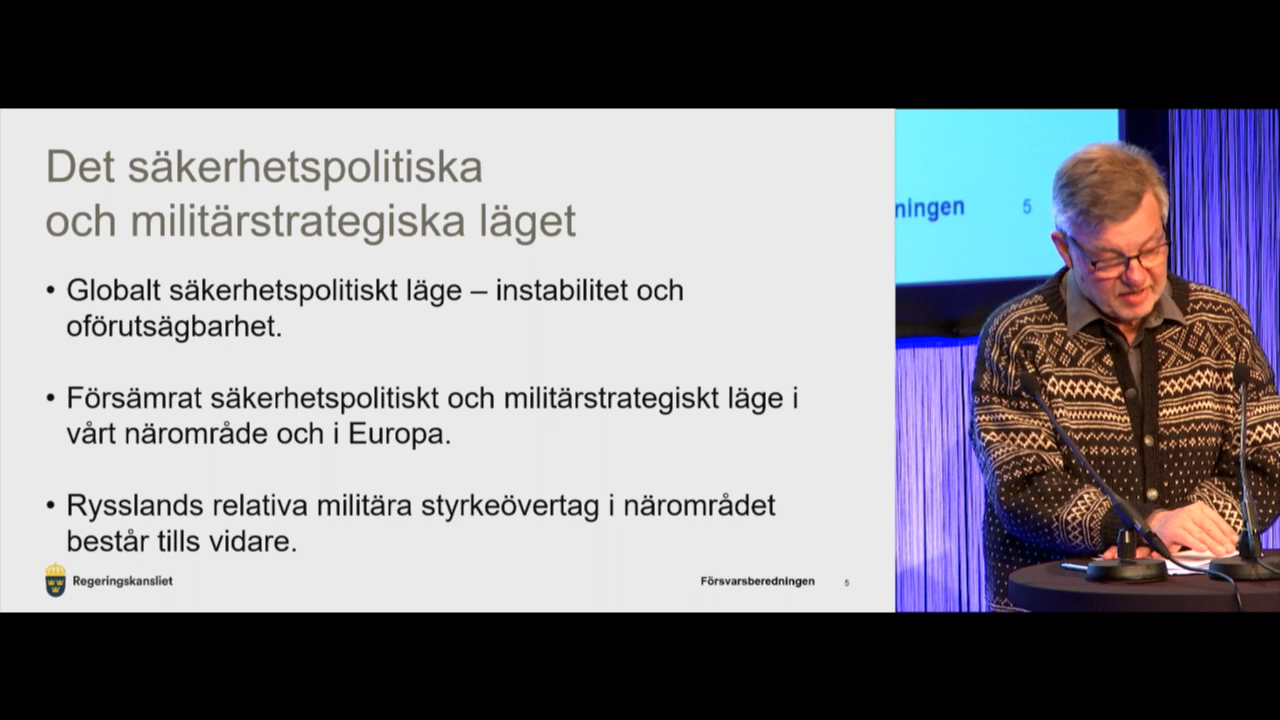 Det säkerhetspolitiska
och militärstrategiska läget
• Globalt säkerhetspolitiskt läge – instabilitet och
oförutsägbarhet.
• Försämrat säkerhetspolitiskt och militärstrategiskt läge i
vårt närområde och i Europa.
• Rysslands relativa militära styrkeövertag i närområdet
består tills vidare.
Regeringskansliet
Försvarsberedningen 5
ningen 5